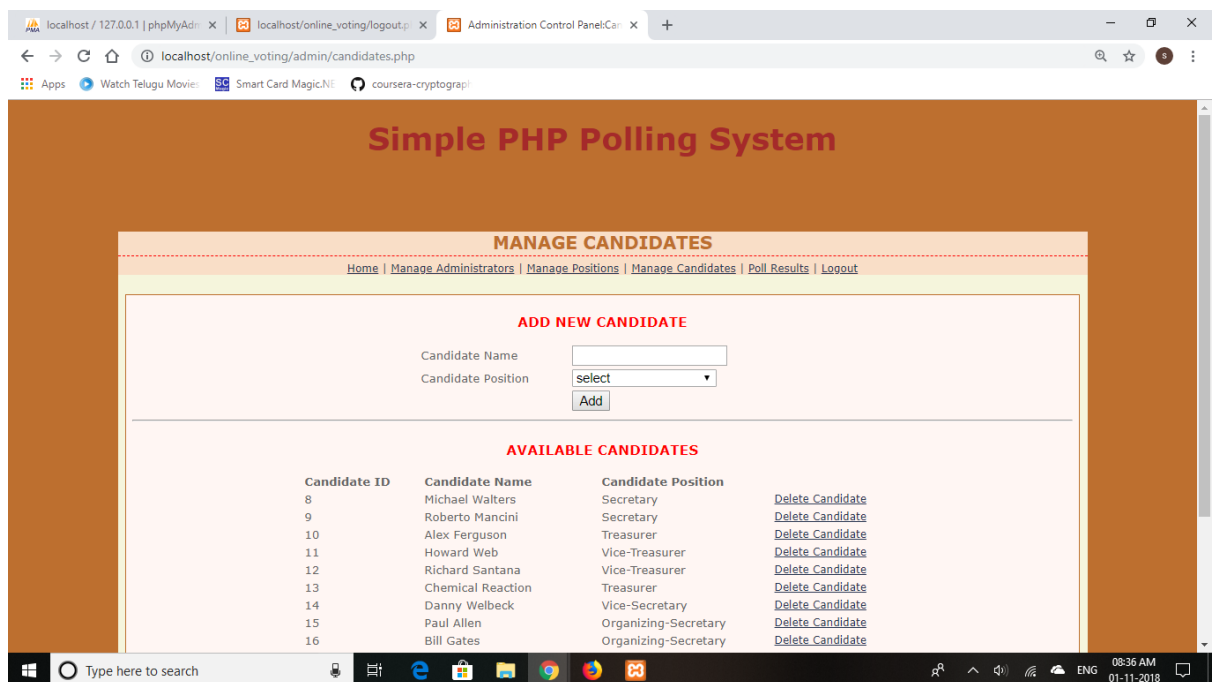 localhost / 127.0.0.1 | phpMyAdn
localhost/online_voting/logout.p
Administration Control Panel:Can
localhost/online_voting/admin/candidates.php
s
Apps
Watch Telugu Movies
Smart Card Magic.NE
coursera-cryptograph
Simple PHP Polling System
MANAGE CANDIDATES
Home | Manage Administrators | Manage Positions | Manage Candidates | Poll Results | Logout
ADD NEW CANDIDATE
Candidate Name
Candidate Position select
Add
AVAILABLE CANDIDATES
Candidate ID Candidate Name Candidate Position
8 Michael Walters Secretary Delete Candidate
9 Roberto Mancini Secretary Delete Candidate
10 Alex Ferguson Treasurer Delete Candidate
11 Howard Web Vice-Treasurer Delete Candidate
12 Richard Santana Vice-Treasurer Delete Candidate
13 Chemical Reaction Treasurer Delete Candidate
14 Danny Welbeck Vice-Secretary Delete Candidate
15 Paul Allen Organizing-Secretary Delete Candidate
16 Bill Gates Organizing-Secretary Delete Candidate
Type here to search
ENG
08:36 AM
01-11-2018